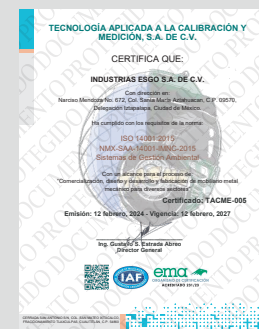 TECNOLOGÍA APLICADA A LA CALIBRACIÓN Y
MEDICIÓN, S.A. DE C.V.
CERTIFICA QUE:
INDUSTRIAS ESGO S.A. DE C.V.
Con dirección en:
Narciso Mendoza No. 672, Col. Santa María Aztahuacan, C.P. 09570,
Delegación Iztapalapa, Ciudad de México.
Ha cumplido con los requisitos de la norma:
ISO 14001:2015
NMX-SAA-14001-IMNC-2015
Sistemas de Gestión Ambiental
Con un alcance para el proceso de
"Comercialización, diseño y desarrollo y fabricación de mobiliario metal
mecánico para diversos sectores"
Certificado: TACME-005
Emisión: 12 febrero, 2024 - Vigencia: 12 febrero, 2027
Ing. Gustavo S. Estrada Abreo
Director General
IAF
ema
ORGANISMO DE CERTIFICACIÓN